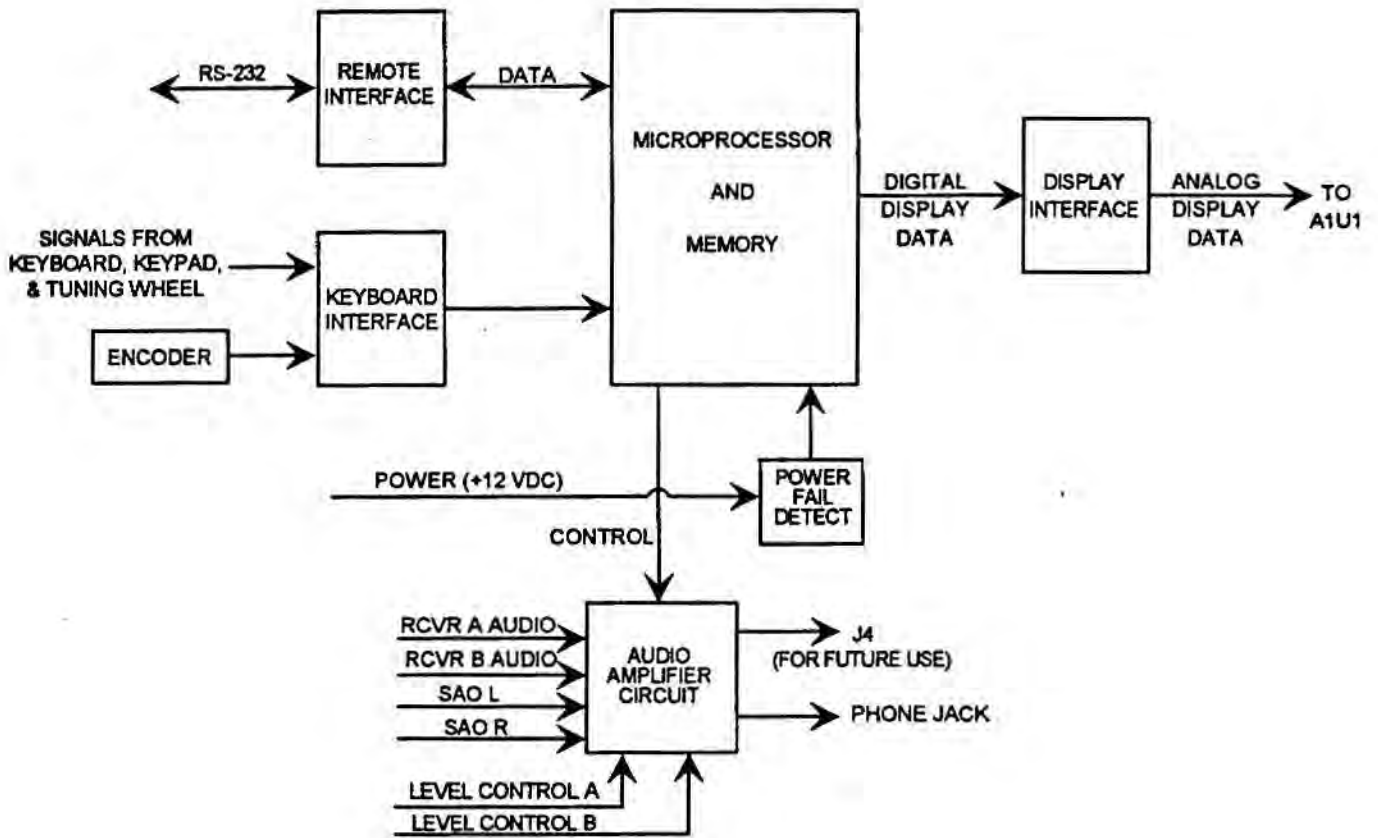 RS-232
REMOTE
INTERFACE
DATA
MICROPROCESSOR
AND
MEMORY
DIGITAL
DISPLAY
DATA
DISPLAY
INTERFACE
ANALOG
DISPLAY
DATA
TO
A1U1
SIGNALS FROM
KEYBOARD, KEYPAD,
& TUNING WHEEL
KEYBOARD
INTERFACE
ENCODER
POWER (+12 VDC)
POWER
FAIL
DETECT
CONTROL
RCVR A AUDIO
RCVR B AUDIO
SAO L
SAO R
AUDIO
AMPLIFIER
CIRCUIT
J4
(FOR FUTURE USE)
PHONE JACK
LEVEL CONTROL A
LEVEL CONTROL B